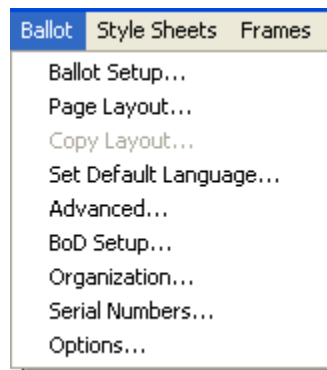 Ballot Style Sheets Frames
Ballot Setup...
Page Layout...
Copy Layout...
Set Default Language...
Advanced...
BoD Setup...
Organization...
Serial Numbers...
Options...